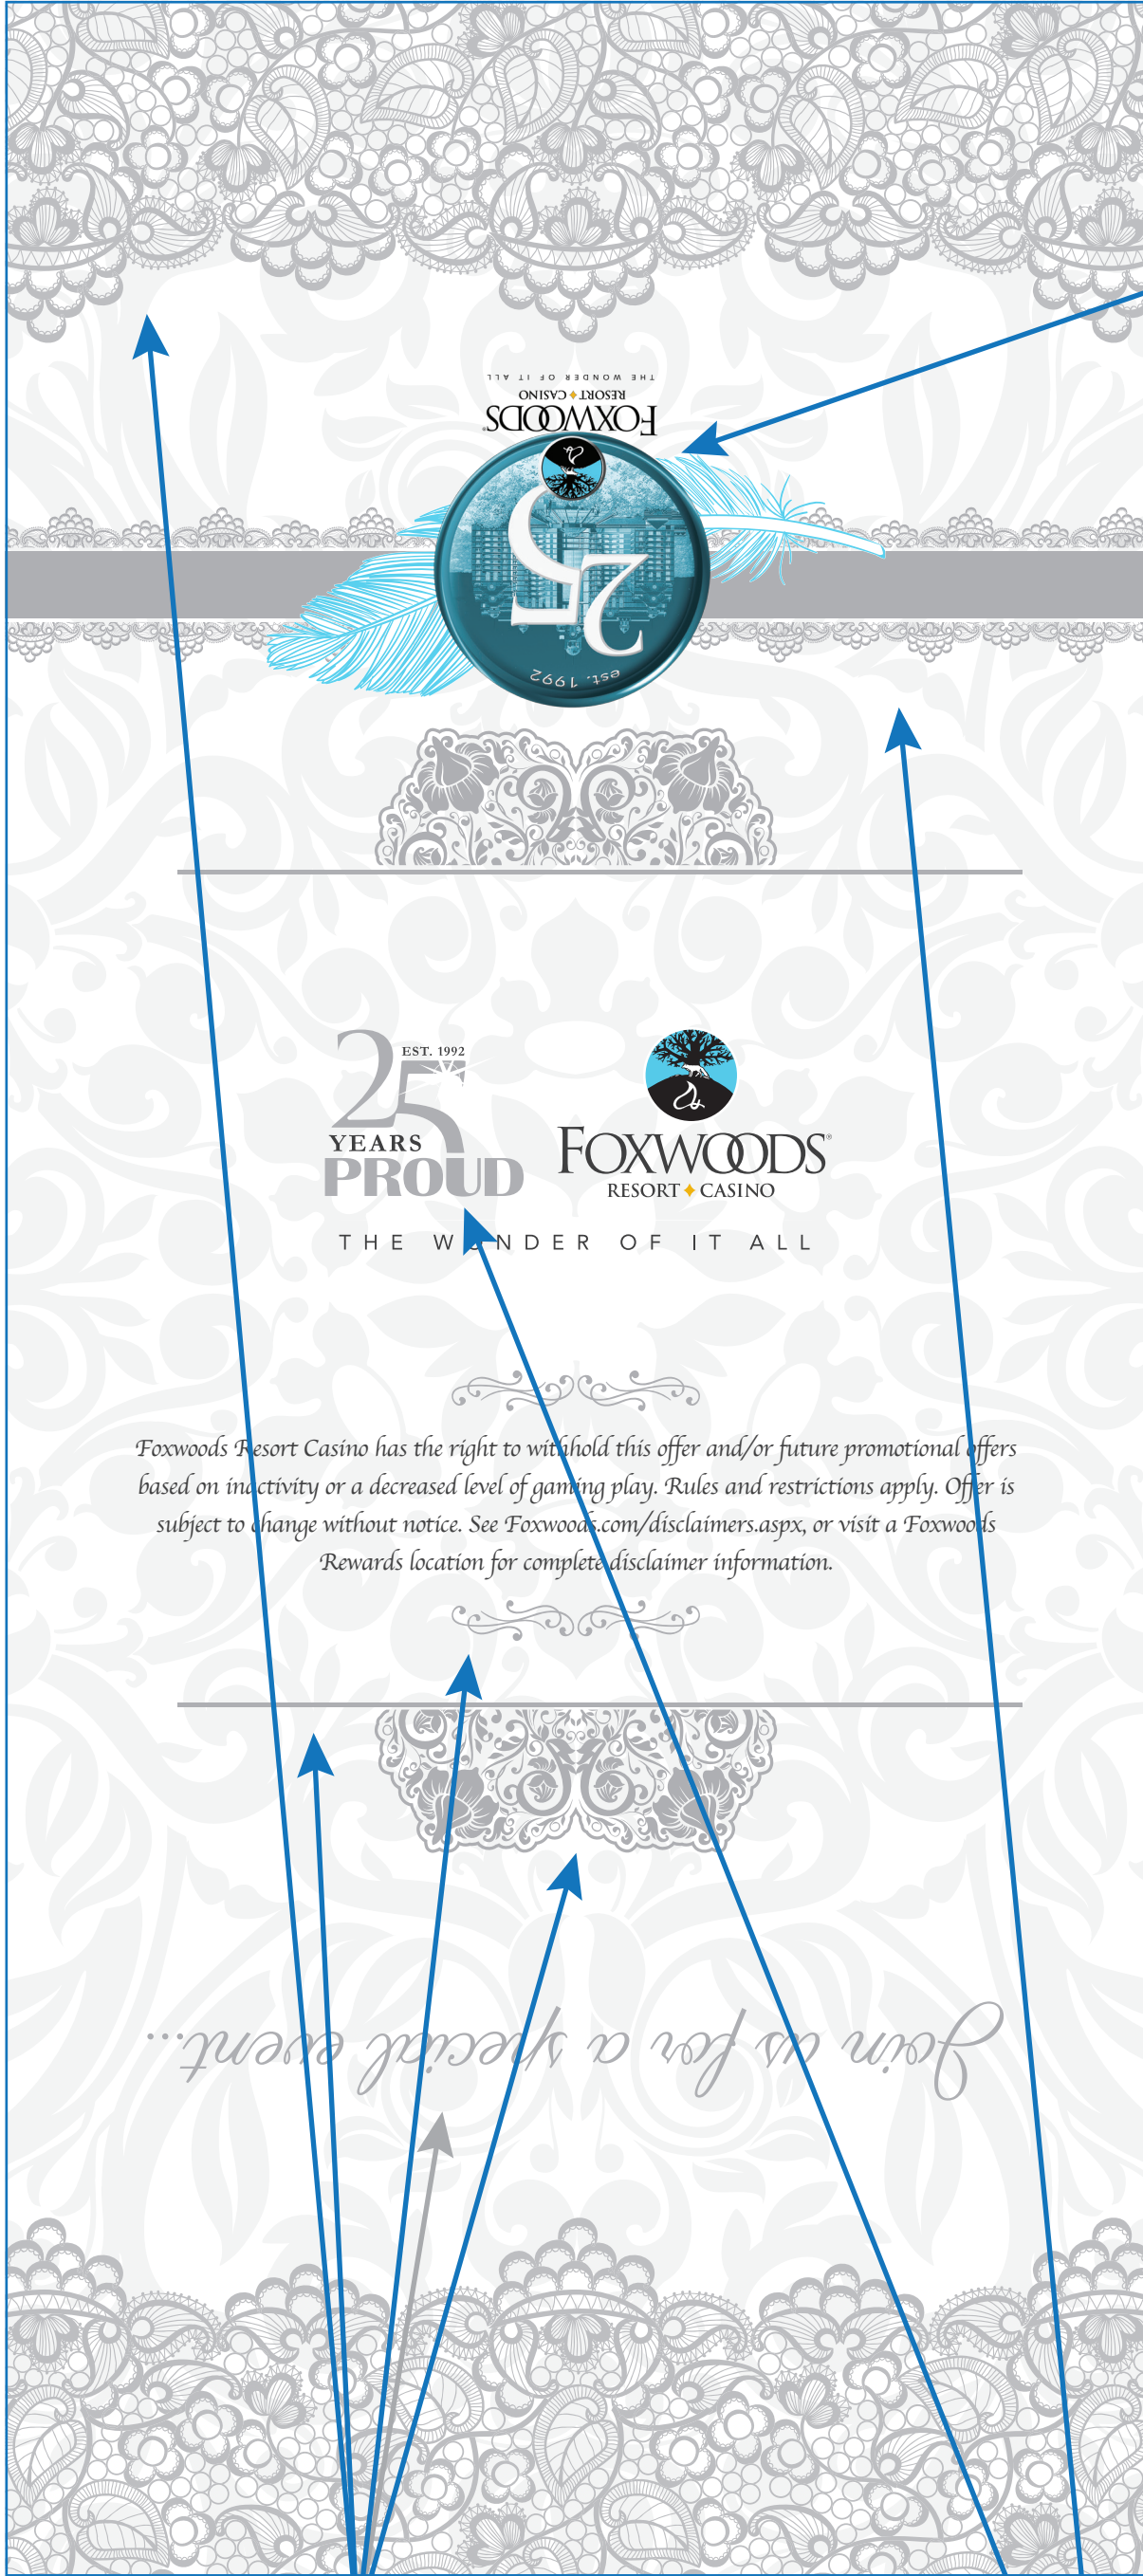 THE WONDER OF IT ALL
RESORT CASINO
FOXWOODS®
25
est. 1992
25
EST. 1992
YEARS
PROUD
FOXWOODS®
RESORT CASINO
THE WONDER OF IT ALL
Foxwoods Resort Casino has the right to withhold this offer and/or future promotional offers
based on inactivity or a decreased level of gaming play. Rules and restrictions apply. Offer is
subject to change without notice. See Foxwoods.com/disclaimers.aspx, or visit a Foxwoods
Rewards location for complete disclaimer information.
Join us for a special event...